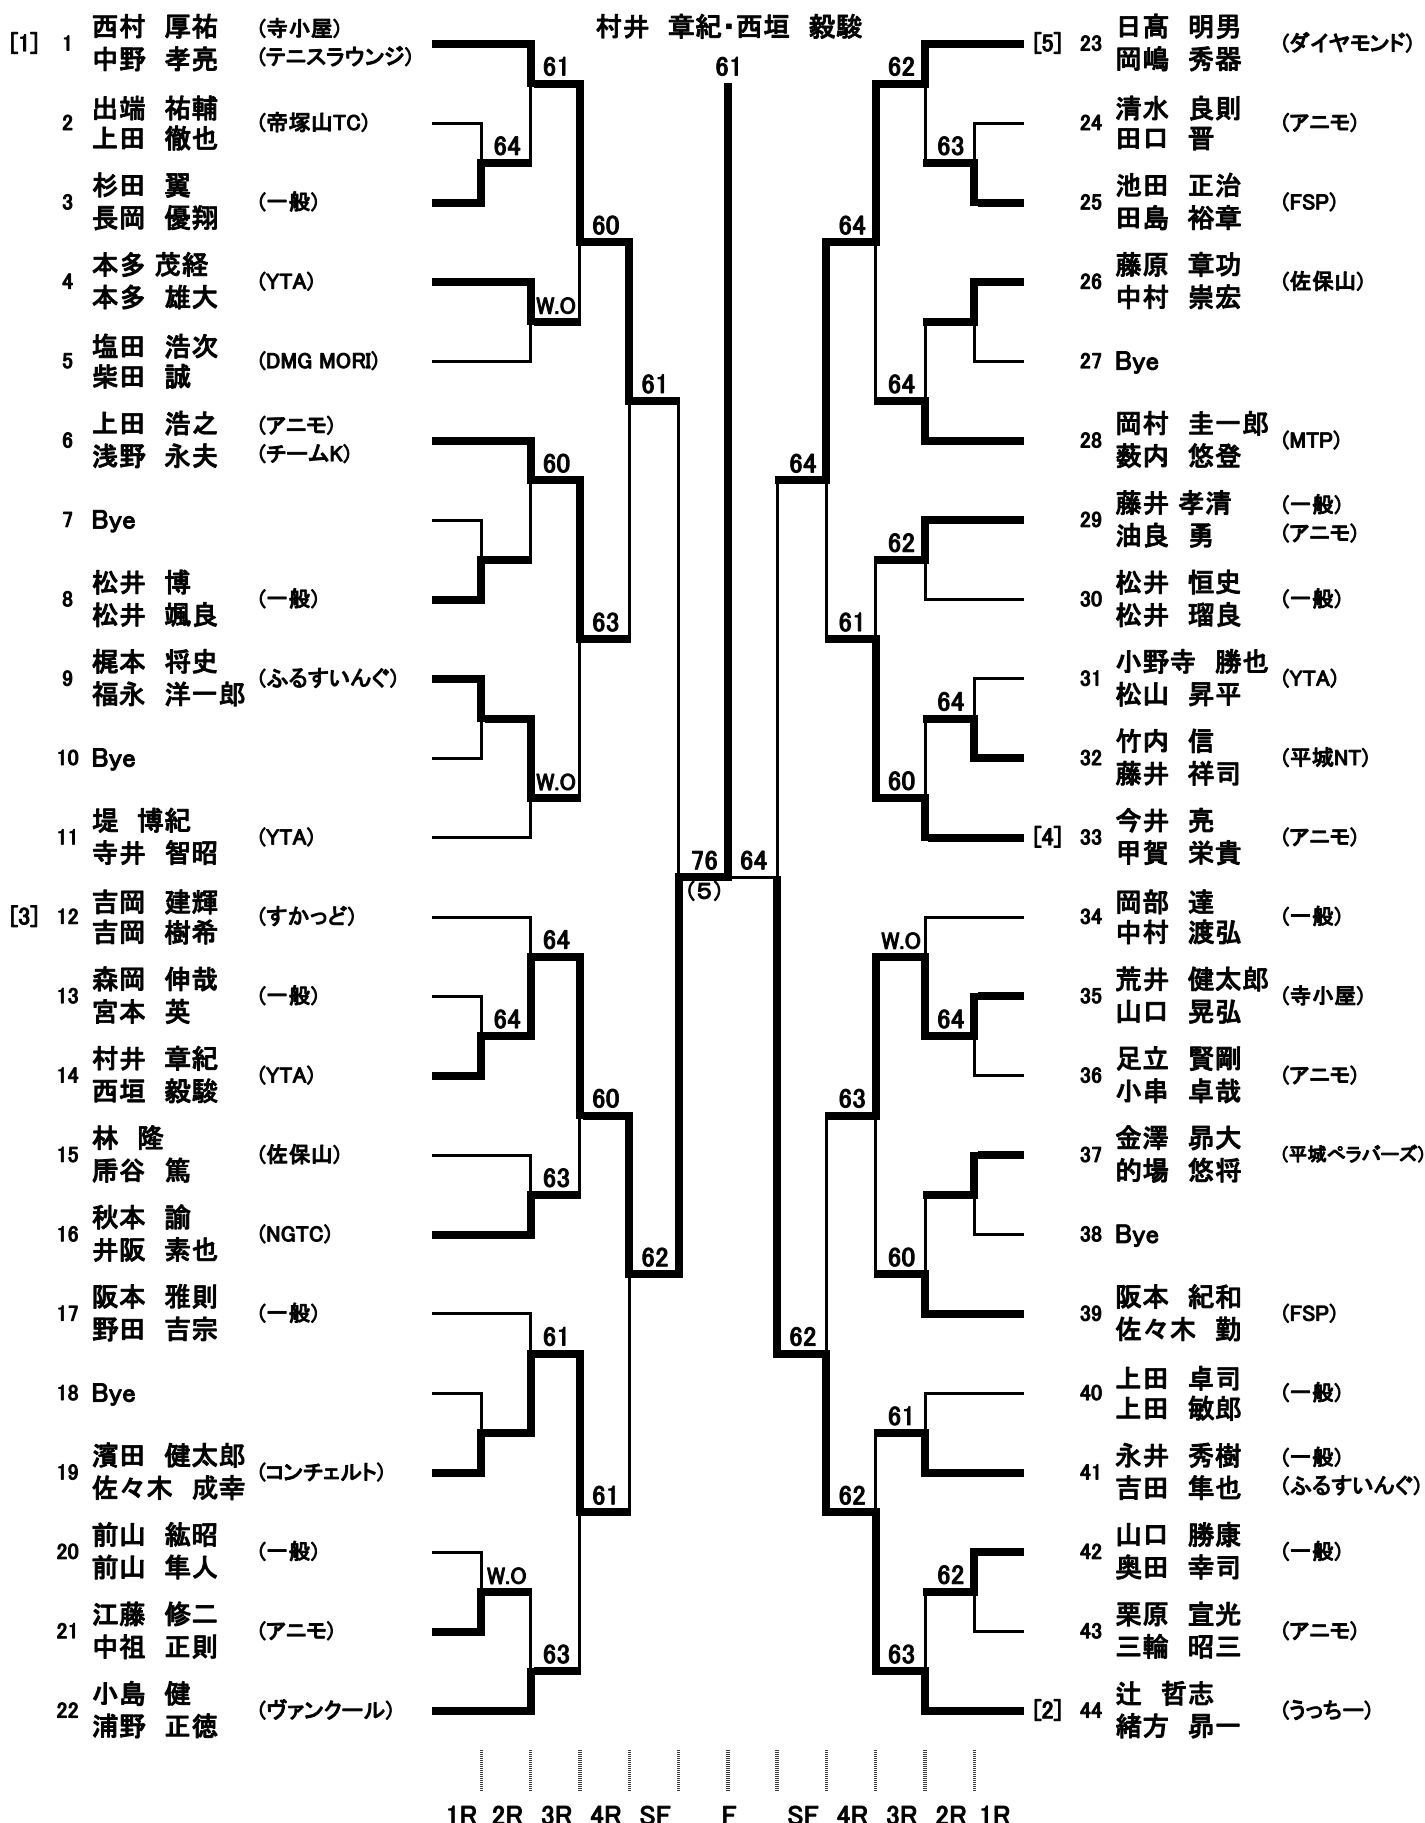 村井 章紀・西垣 毅駿
61
[1] 1 西村 厚祐 (寺小屋)
中野 孝亮 (テニスラウンジ)
2 出端 祐輔 (帝塚山TC)
上田 徹也
3 杉田 翼 (一般)
長岡 優翔
4 本多 茂経 (YTA)
本多 雄大
5 塩田 浩次 (DMG MORI)
柴田 誠
6 上田 浩之 (アニモ)
浅野 永夫 (チームK)
7 Bye
8 松井 博 (一般)
松井 颯良
9 梶本 将史 (ふるすいんぐ)
福永 洋一郎
10 Bye
11 堤 博紀 (YTA)
寺井 智昭
[3] 12 吉岡 建輝 (すかっど)
吉岡 樹希
13 森岡 伸哉 (一般)
宮本 英
14 村井 章紀 (YTA)
西垣 毅駿
15 林 隆 (佐保山)
乕谷 篤
16 秋本 諭 (NGTC)
井阪 素也
17 阪本 雅則 (一般)
野田 吉宗
18 Bye
19 濱田 健太郎 (コンチェルト)
佐々木 成幸
20 前山 紘昭 (一般)
前山 隼人
21 江藤 修二 (アニモ)
中祖 正則
22 小島 健 (ヴァンクール)
浦野 正徳
61
64
60
W.O
61
60
63
W.O
76
(5)
64
64
64
60
63
62
61
61
W.O
63
[5] 23 日髙 明男 (ダイヤモンド)
岡嶋 秀器
24 清水 良則 (アニモ)
田口 晋
25 池田 正治 (FSP)
田島 裕章
26 藤原 章功 (佐保山)
中村 崇宏
27 Bye
28 岡村 圭一郎 (MTP)
薮内 悠登
29 藤井 孝清 (一般)
油良 勇 (アニモ)
30 松井 恒史 (一般)
松井 瑠良
31 小野寺 勝也 (YTA)
松山 昇平
32 竹内 信 (平城NT)
藤井 祥司
[4] 33 今井 亮 (アニモ)
甲賀 栄貴
34 岡部 達 (一般)
中村 渡弘
35 荒井 健太郎 (寺小屋)
山口 晃弘
36 足立 賢剛 (アニモ)
小串 卓哉
37 金澤 昴大 (平城ペラバーズ)
的場 悠将
38 Bye
39 阪本 紀和 (FSP)
佐々木 勤
40 上田 卓司 (一般)
上田 敏郎
41 永井 秀樹 (一般)
吉田 隼也 (ふるすいんぐ)
42 山口 勝康 (一般)
奥田 幸司
43 栗原 宣光 (アニモ)
三輪 昭三
[2] 44 辻 哲志 (うっちー)
緒方 昴一
62
63
64
64
64
62
61
64
60
W.O
64
63
60
62
61
62
62
63
1R 2R 3R 4R SF F SF 4R 3R 2R 1R